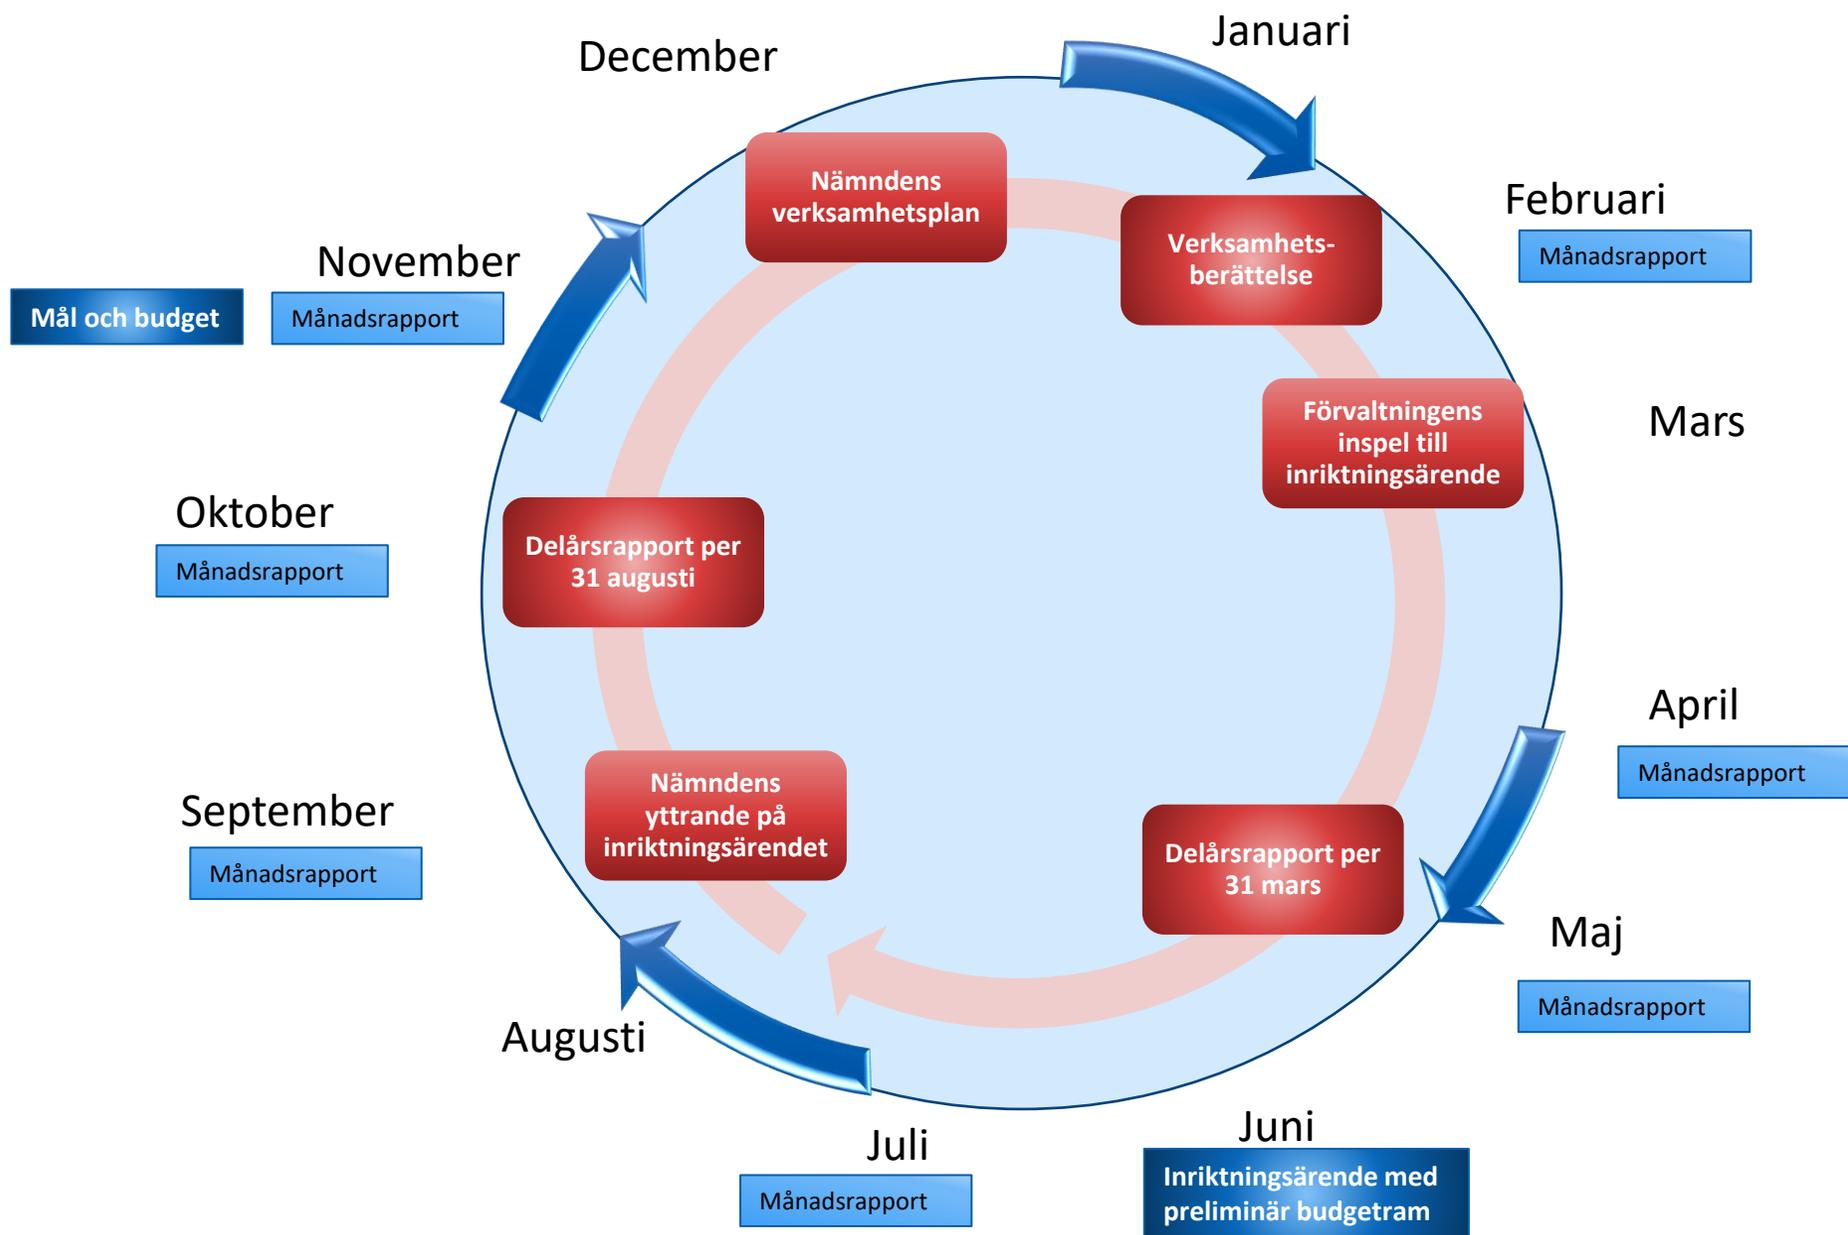 Januari
December
Nämndens
verksamhetsplan
Verksamhets-
berättelse
Februari
Månadsrapport
November
Mål och budget
Månadsrapport
Förvaltningens
inspel till
inriktningsärende
Mars
Oktober
Månadsrapport
Delårsrapport per
31 augusti
April
Månadsrapport
September
Månadsrapport
Nämndens
yttrande på
inriktningsärendet
Delårsrapport per
31 mars
Maj
Månadsrapport
Augusti
Juli
Månadsrapport
Juni
Inriktningsärende med
preliminär budgetram